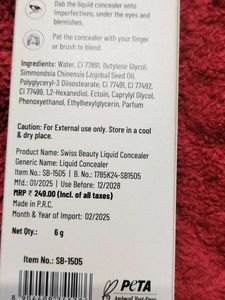 Dab the liquid concealer onto
imperfections, under the eyes and
blemishes.
Pat the concealer with your finger
or brush to blend.
Ingredients: Water, Ci 77891, Butylone Glycol,
Simmondsia Chinensis (Jojoba) Seed Oil,
Polyglyceryl-3 Diisostearate, Ci 77491, Ci 77492,
Ci 77499, 1,2-Hexanediol, Ectoin, Caprylyl Glycol,
Phenoxyethanol, Ethylhexylglycerin, Parfum
Caution: For External use only. Store in a cool
& dry place.
Product Name: Swiss Beauty Liquid Concealer
Generic Name: Liquid Concealer
Item No.: SB-1505 | B. No.: 1785K24-SB1505
Mfd.: 01/2025 | Use Before: 12/2028
MRP ₹ 249.00 (Incl. of all taxes)
Made in P.R.C.
Month & Year of Import: 02/2025
Net Qty.: 6 g
Item No.: SB-1505
PeTA
Animal Test-Free